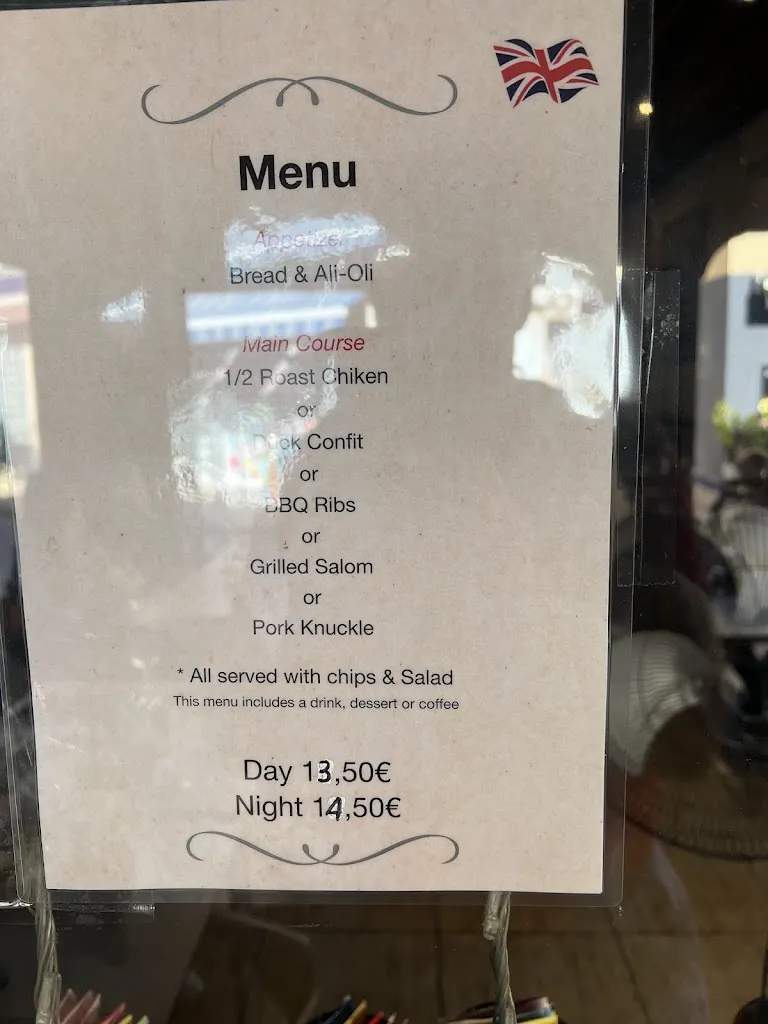 Menu
Appetizer
Bread & Ali-Oli
Main Course
1/2 Roast Chiken
or
Duck Confit
or
BBQ Ribs
or
Grilled Salom
or
Pork Knuckle
* All served with chips & Salad
This menu includes a drink, dessert or coffee
Day 13,50€
Night 14,50€